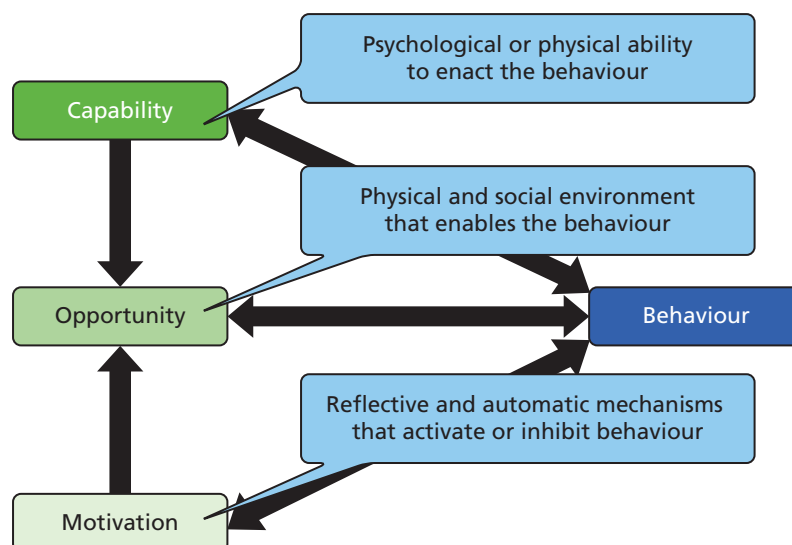 Psychological or physical ability
to enact the behaviour
Capability
Physical and social environment
that enables the behaviour
Opportunity
Behaviour
Reflective and automatic mechanisms
that activate or inhibit behaviour
Motivation